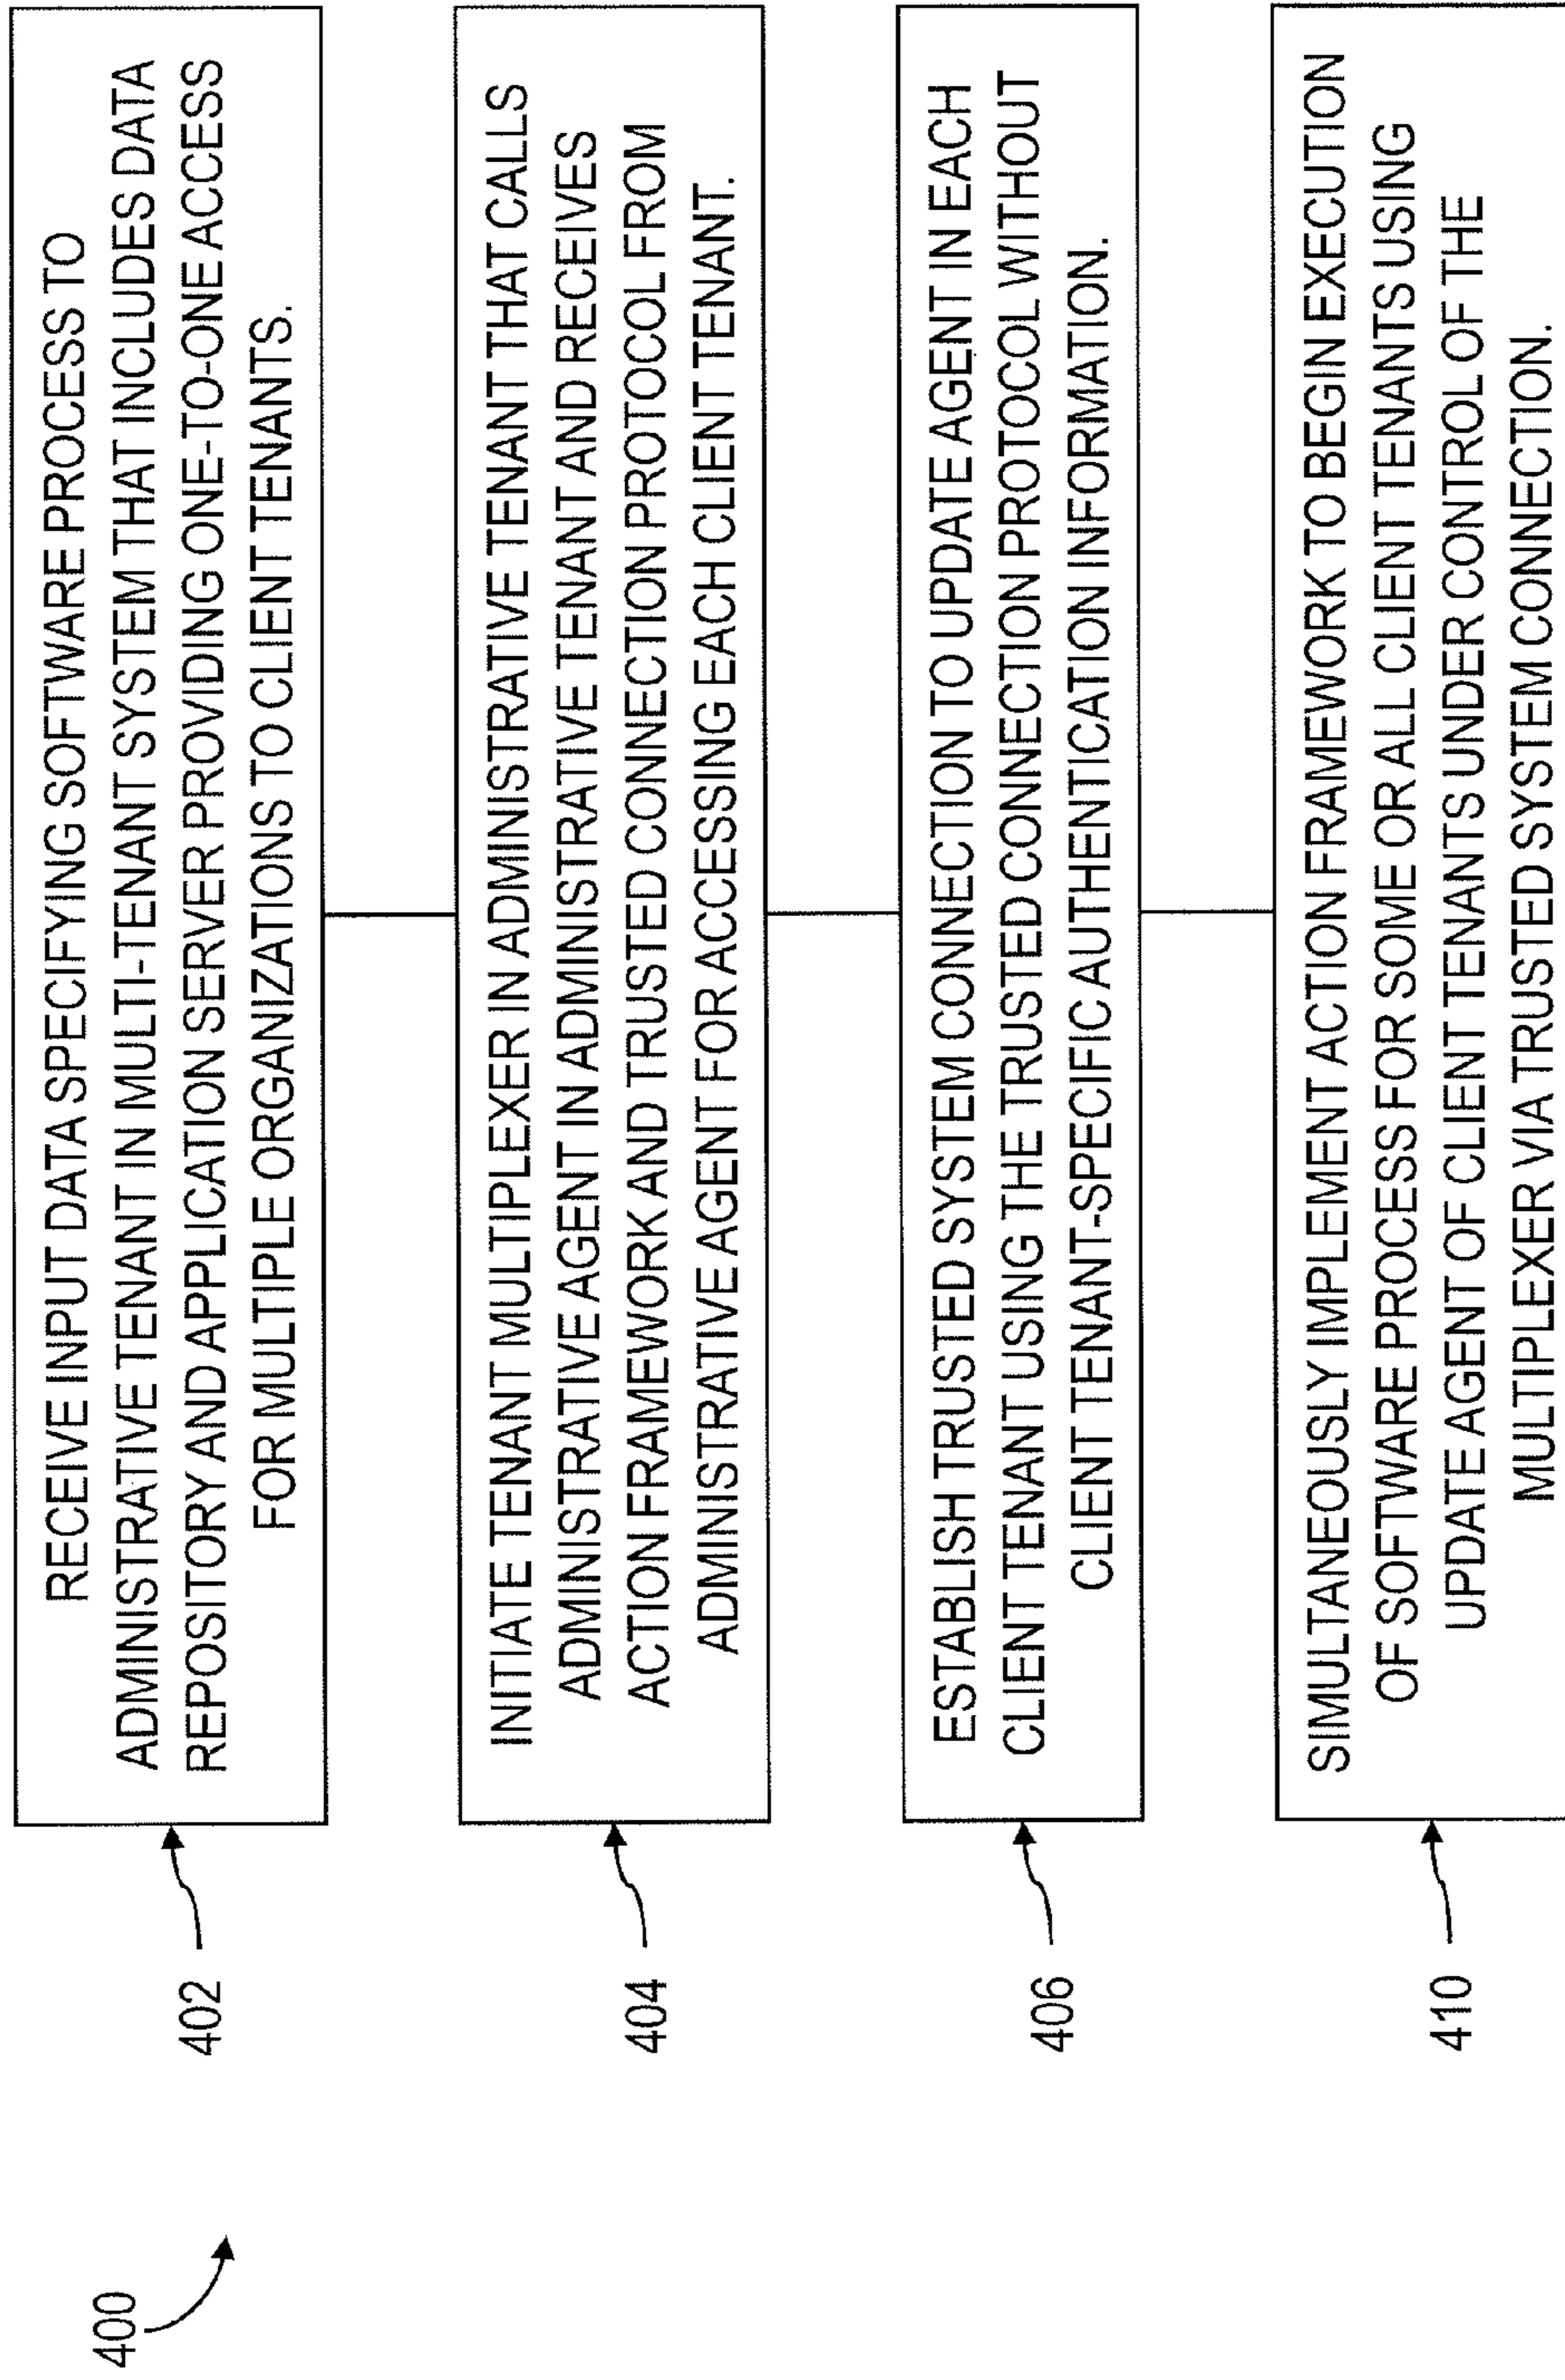 400
402
RECEIVE INPUT DATA SPECIFYING SOFTWARE PROCESS TO
ADMINISTRATIVE TENANT IN MULTI-TENANT SYSTEM THAT INCLUDES DATA
REPOSITORY AND APPLICATION SERVER PROVIDING ONE-TO-ONE ACCESS
FOR MULTIPLE ORGANIZATIONS TO CLIENT TENANTS.
404
INITIATE TENANT MULTIPLEXER IN ADMINISTRATIVE TENANT THAT CALLS
ADMINISTRATIVE AGENT IN ADMINISTRATIVE TENANT AND RECEIVES
ACTION FRAMEWORK AND TRUSTED CONNECTION PROTOCOL FROM
ADMINISTRATIVE AGENT FOR ACCESSING EACH CLIENT TENANT.
406
ESTABLISH TRUSTED SYSTEM CONNECTION TO UPDATE AGENT IN EACH
CLIENT TENANT USING THE TRUSTED CONNECTION PROTOCOL WITHOUT
CLIENT TENANT-SPECIFIC AUTHENTICATION INFORMATION.
410
SIMULTANEOUSLY IMPLEMENT ACTION FRAMEWORK TO BEGIN EXECUTION
OF SOFTWARE PROCESS FOR SOME OR ALL CLIENT TENANTS USING
UPDATE AGENT OF CLIENT TENANTS UNDER CONTROL OF THE
MULTIPLEXER VIA TRUSTED SYSTEM CONNECTION.